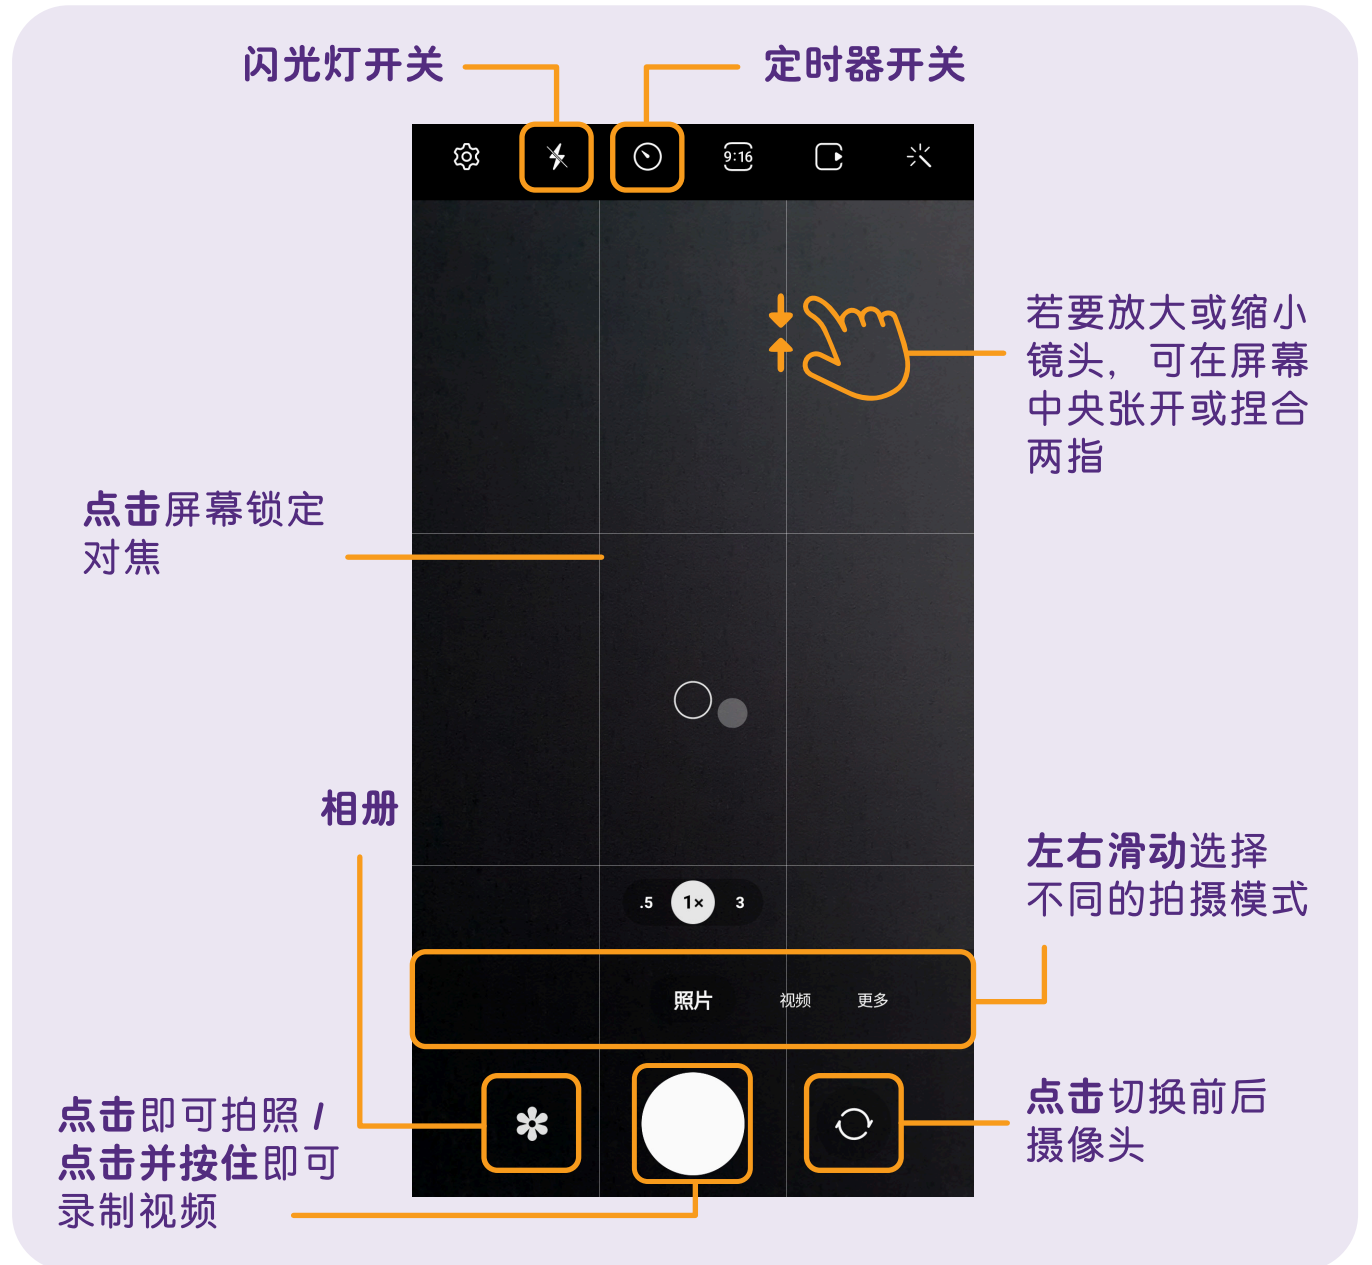 闪光灯开关
定时器开关
9:16
若要放大或缩小
镜头，可在屏幕
中央张开或捏合
两指
点击屏幕锁定
对焦
相册
左右滑动选择
不同的拍摄模式
.5 1× 3
照片 视频 更多
点击即可拍照 /
点击并按住即可
录制视频
点击切换前后
摄像头